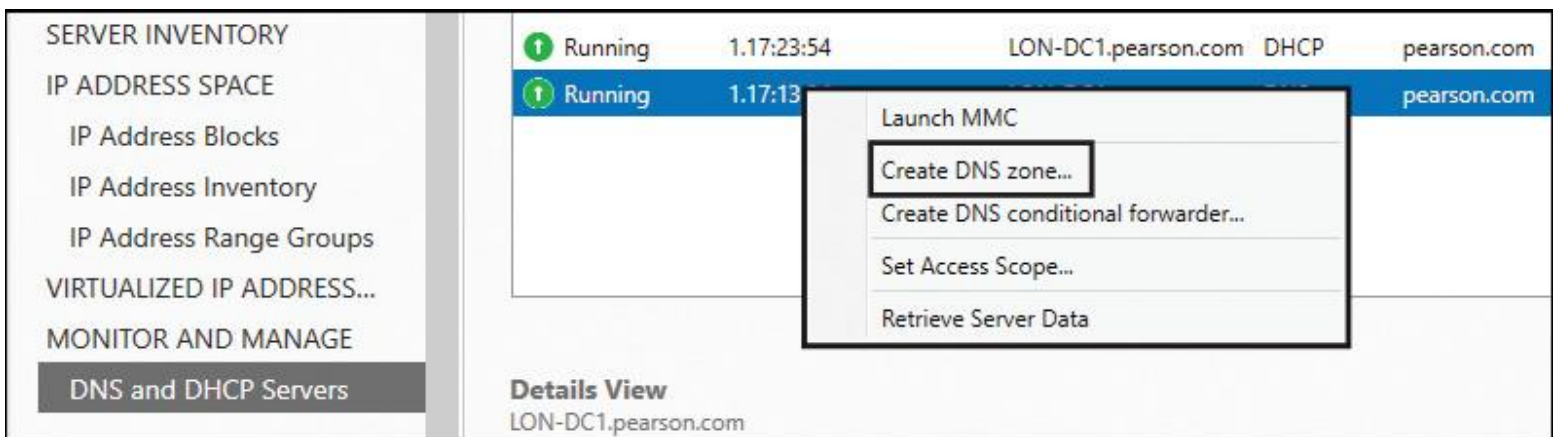 SERVER INVENTORY
IP ADDRESS SPACE
IP Address Blocks
IP Address Inventory
IP Address Range Groups
VIRTUALIZED IP ADDRESS...
MONITOR AND MANAGE
DNS and DHCP Servers
Running 1.17:23:54 LON-DC1.pearson.com DHCP pearson.com
Running 1.17:13 pearson.com
Launch MMC
Create DNS zone...
Create DNS conditional forwarder...
Set Access Scope...
Retrieve Server Data
Details View
LON-DC1.pearson.com